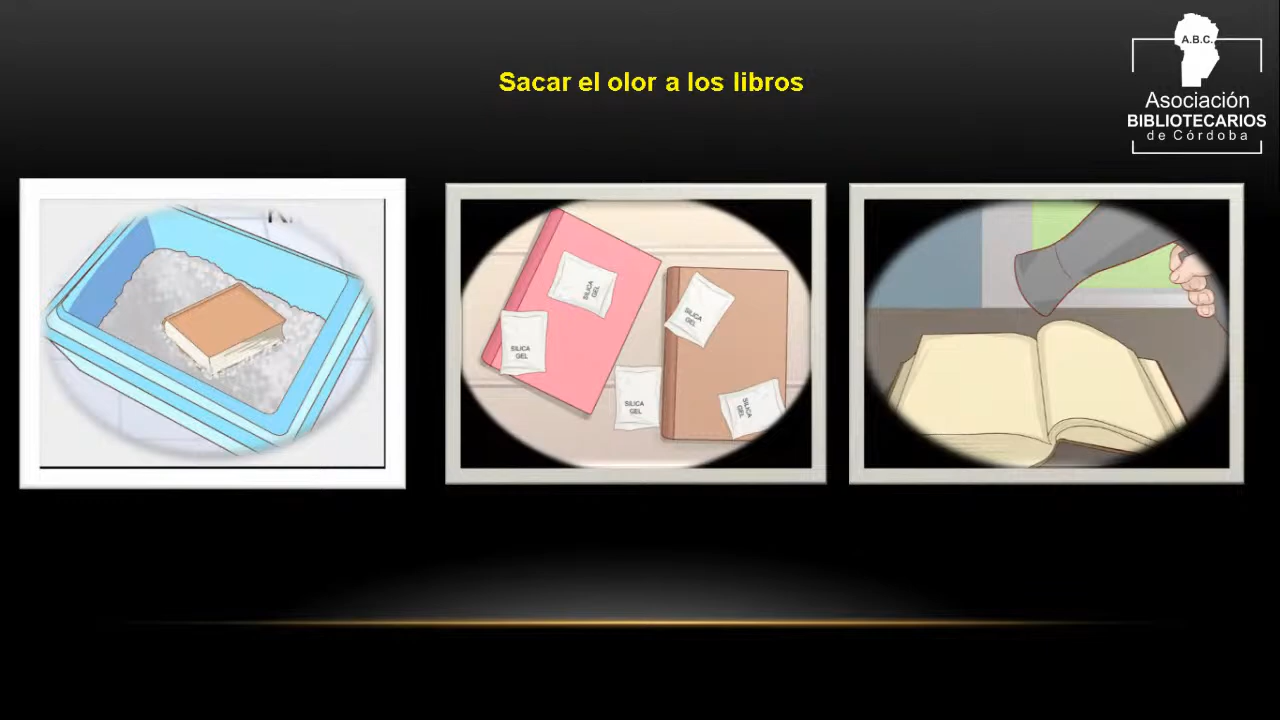 Sacar el olor a los libros
A.B.C.
Asociación
BIBLIOTECARIOS
de Córdoba
SILICA
GEL
SILICA
GEL
SILICA
GEL
SILICA
GEL
SILICA
GEL